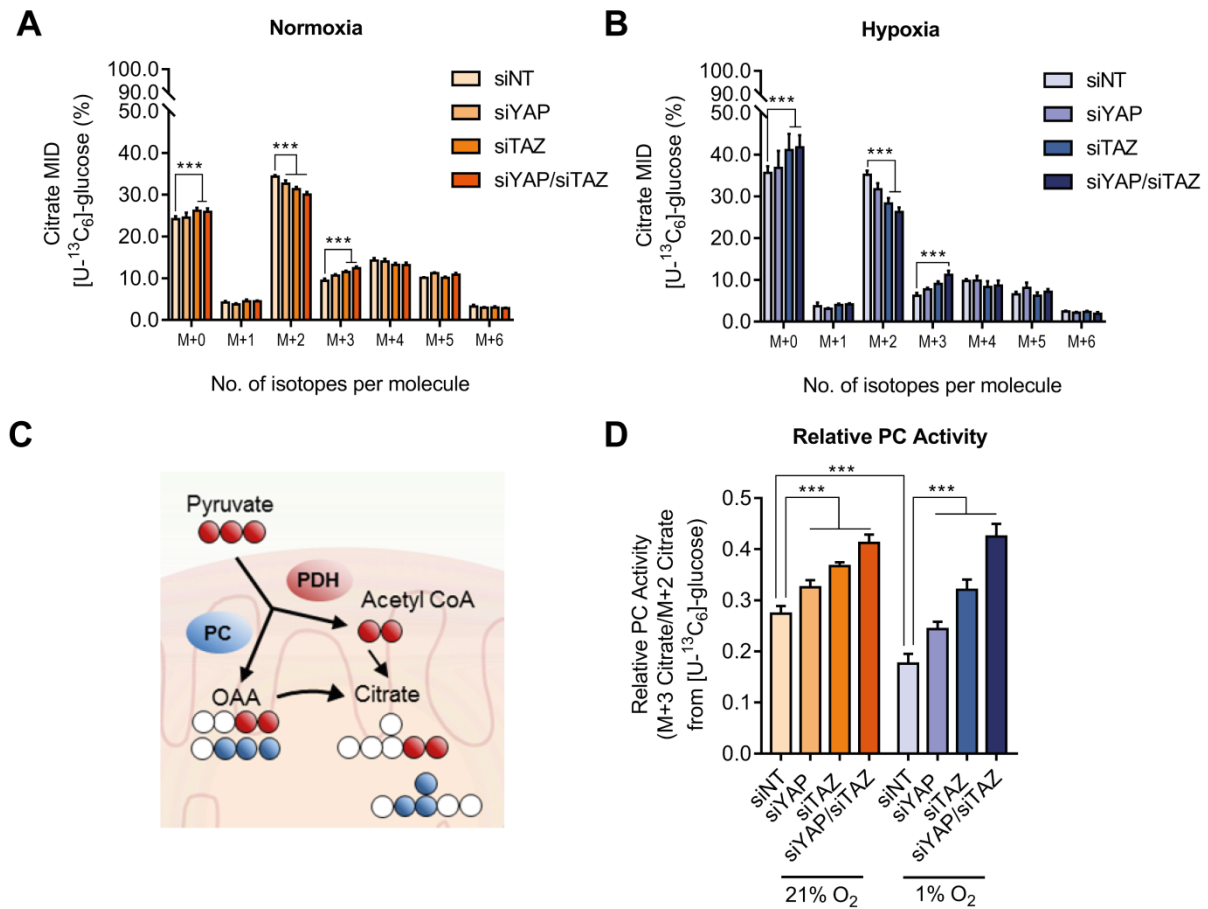 A
Normoxia
Citrate MID
[U-¹³C₆]-glucose (%)
100.0
90.0
50.0
40.0
30.0
20.0
10.0
0.0
***
***
***
M+0 M+1 M+2 M+3 M+4 M+5 M+6
No. of isotopes per molecule
siNT
siYAP
siTAZ
siYAP/siTAZ
B
Hypoxia
Citrate MID
[U-¹³C₆]-glucose (%)
100.0
90.0
50.0
40.0
30.0
20.0
10.0
0.0
***
***
***
M+0 M+1 M+2 M+3 M+4 M+5 M+6
No. of isotopes per molecule
siNT
siYAP
siTAZ
siYAP/siTAZ
C
Pyruvate
PDH
Acetyl CoA
PC
OAA
Citrate
D
Relative PC Activity
Relative PC Activity
(M+3 Citrate/M+2 Citrate
from [U-¹³C₆]-glucose)
0.5
0.4
0.3
0.2
0.1
0.0
***
***
***
siNT
siYAP
siTAZ
siYAP/siTAZ
siNT
siYAP
siTAZ
siYAP/siTAZ
21% O₂
1% O₂